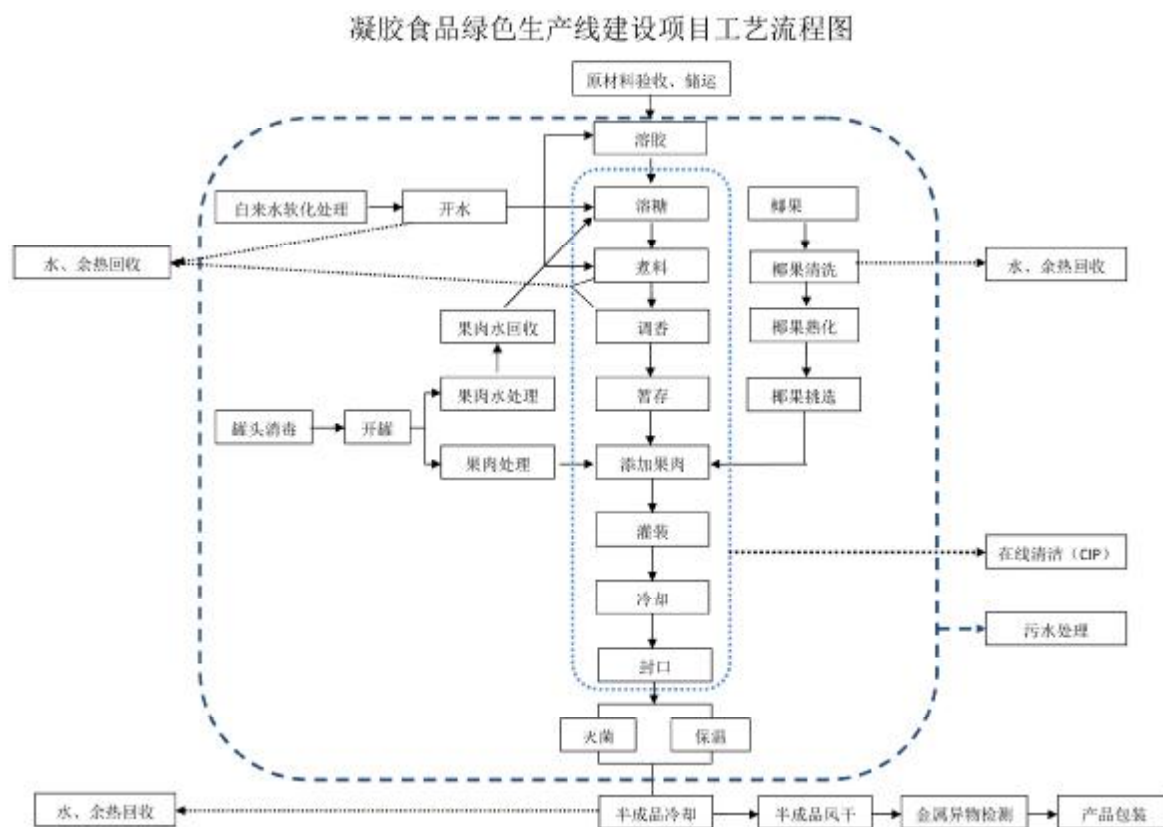 凝胶食品绿色生产线建设项目工艺流程图
原材料验收、储运
溶胶
自来水软化处理
开水
溶糖
椰果
水、余热回收
煮料
椰果清洗
水、余热回收
果肉水回收
调香
椰果熟化
果肉水处理
暂存
椰果挑选
罐头消毒
开罐
果肉处理
添加果肉
灌装
在线清洁（CIP）
冷却
污水处理
封口
灭菌
保温
水、余热回收
半成品冷却
半成品风干
金属异物检测
产品包装